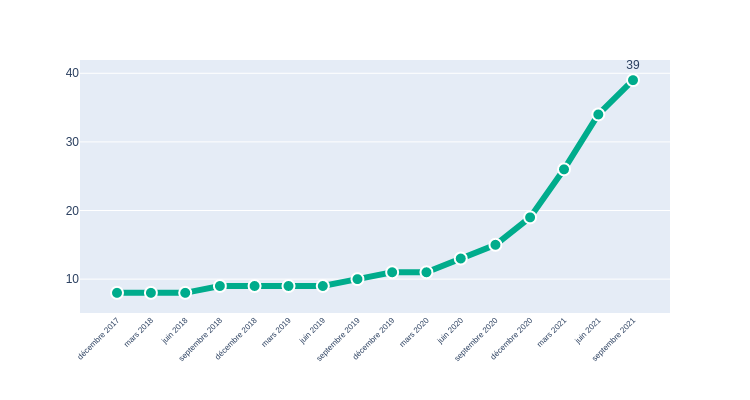 39
40
30
20
10
décembre 2017
mars 2018
juin 2018
septembre 2018
décembre 2018
mars 2019
juin 2019
septembre 2019
décembre 2019
mars 2020
juin 2020
septembre 2020
décembre 2020
mars 2021
juin 2021
septembre 2021